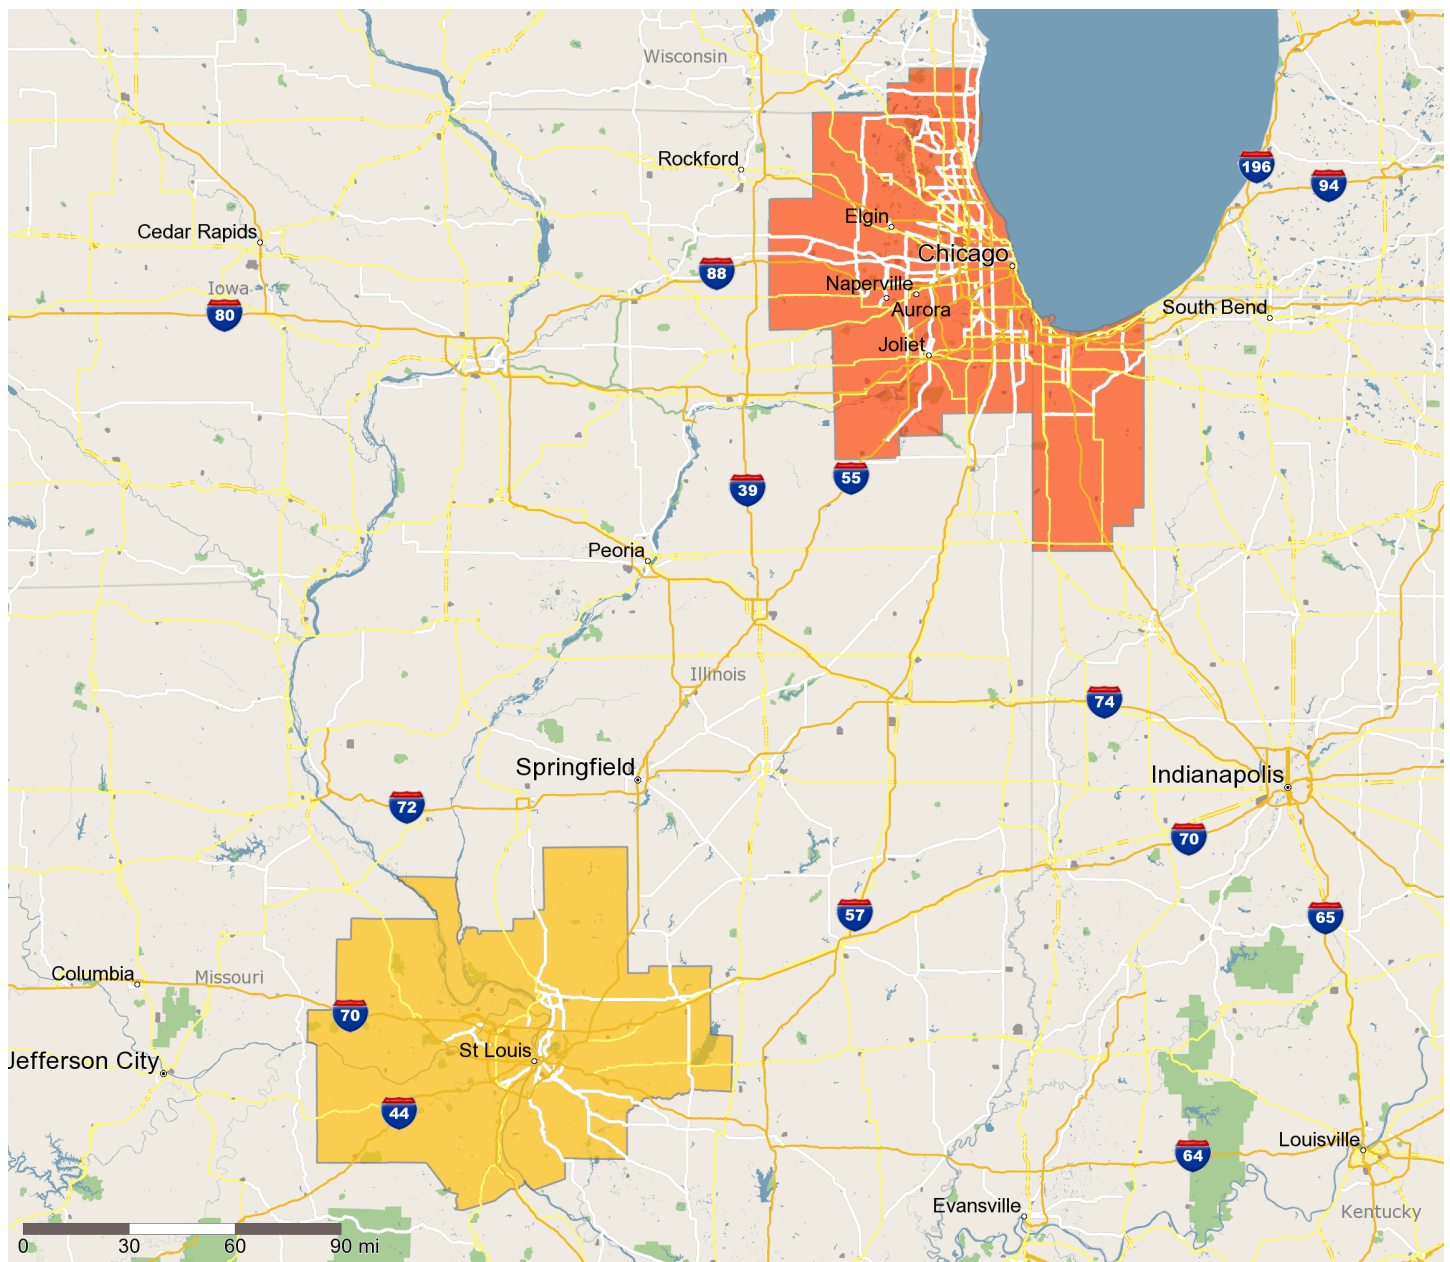 Wisconsin
Rockford
196
94
Elgin
Cedar Rapids
Chicago
88
Naperville
Iowa
Aurora
South Bend
80
Joliet
39
55
Peoria
Illinois
74
Springfield
Indianapolis
72
70
57
65
Columbia
Missouri
70
St Louis
Jefferson City
44
Louisville
64
Evansville
Kentucky
0 30 60 90 mi